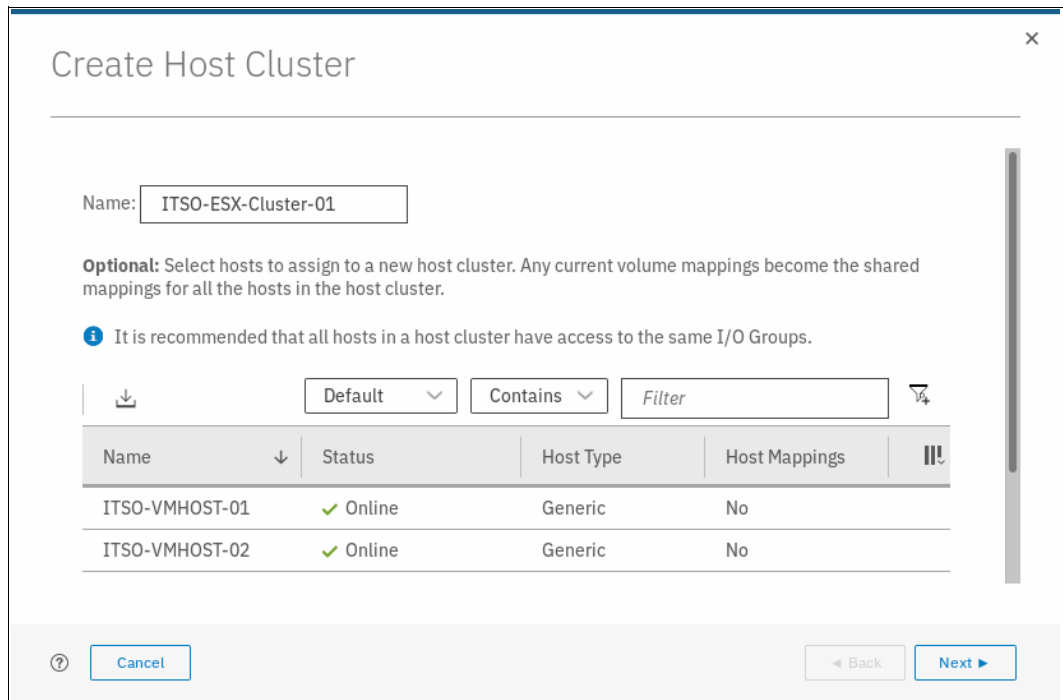 Create Host Cluster
Name: ITSO-ESX-Cluster-01
Optional: Select hosts to assign to a new host cluster. Any current volume mappings become the shared
mappings for all the hosts in the host cluster.
It is recommended that all hosts in a host cluster have access to the same I/O Groups.
Default Contains Filter
Name Status Host Type Host Mappings
ITSO-VMHOST-01 Online Generic No
ITSO-VMHOST-02 Online Generic No
? Cancel Back Next